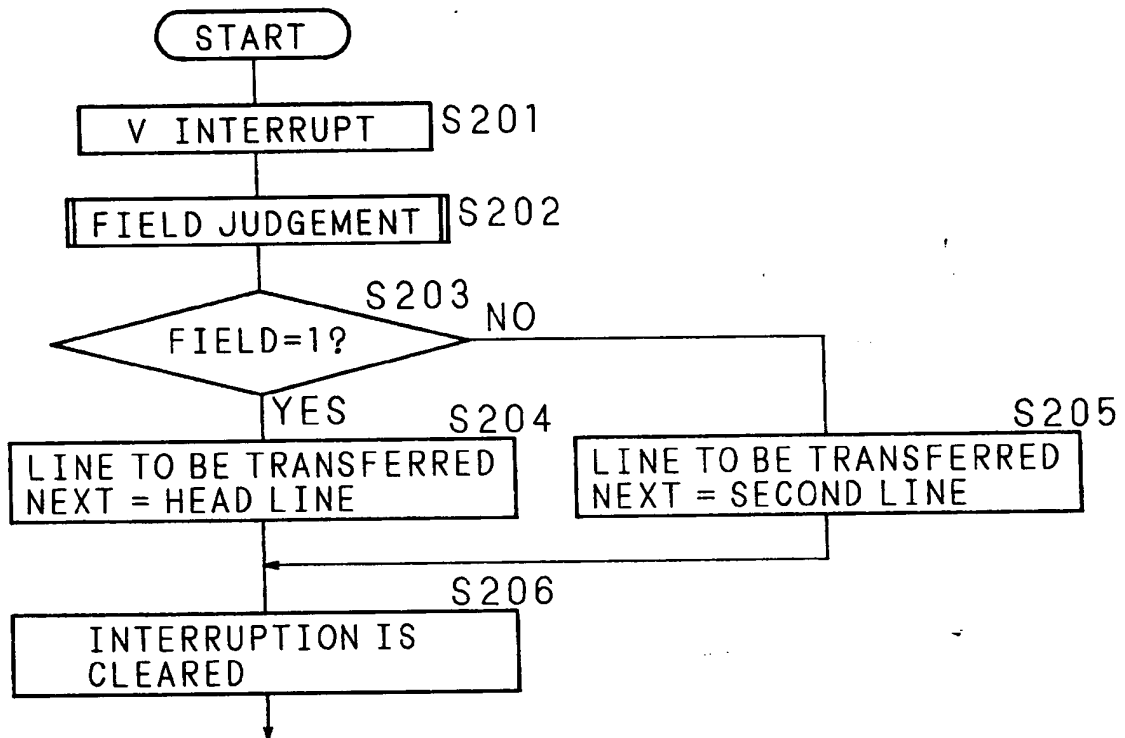 START
V INTERRUPT
S201
FIELD JUDGEMENT
S202
S203
FIELD=1?
NO
YES
S204
LINE TO BE TRANSFERRED
NEXT = HEAD LINE
S205
LINE TO BE TRANSFERRED
NEXT = SECOND LINE
S206
INTERRUPTION IS
CLEARED